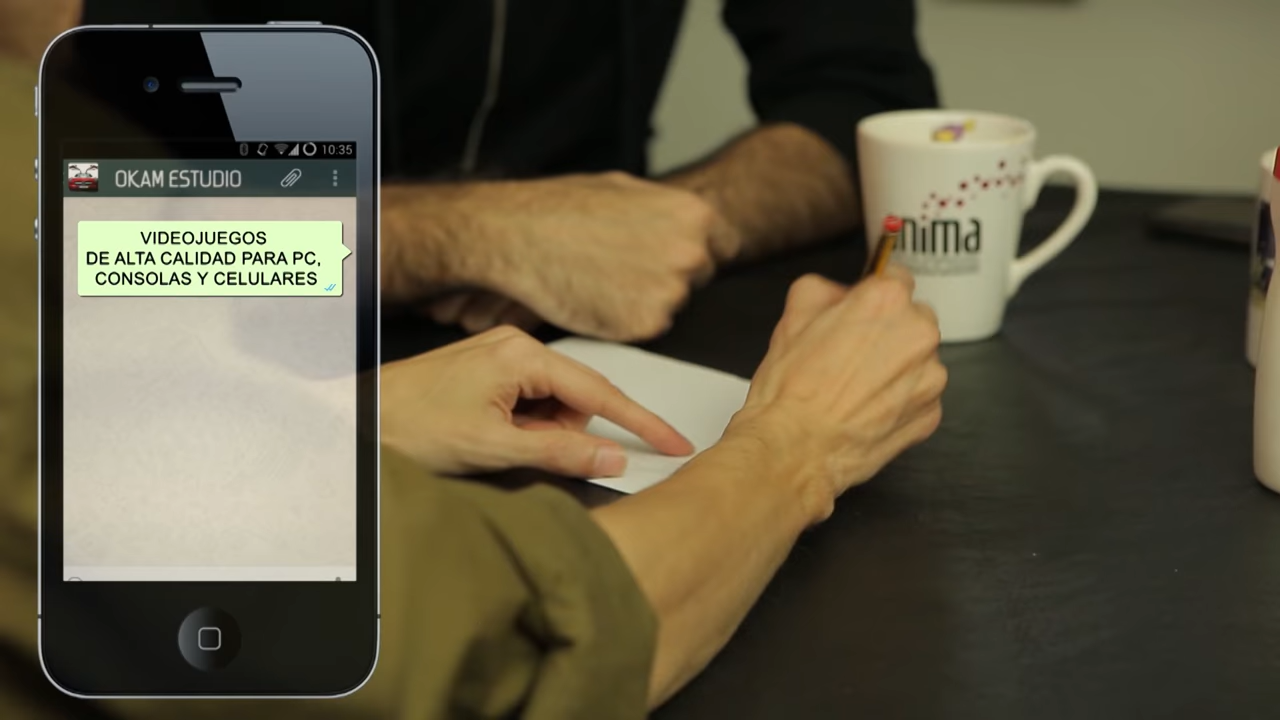 10:35
OKAM ESTUDIO
VIDEOJUEGOS
DE ALTA CALIDAD PARA PC,
CONSOLAS Y CELULARES
nima